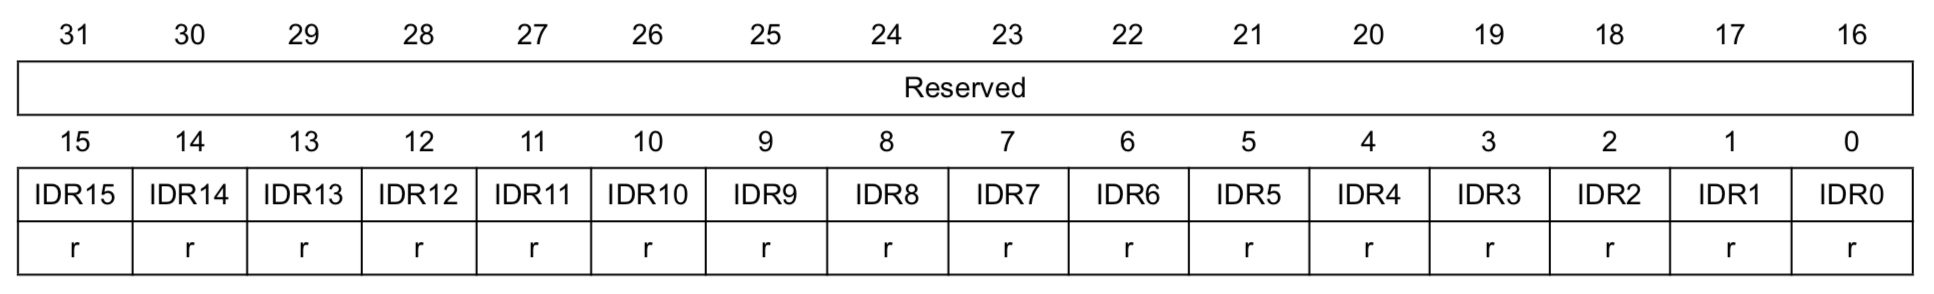 31 30 29 28 27 26 25 24 23 22 21 20 19 18 17 16
Reserved
15 14 13 12 11 10 9 8 7 6 5 4 3 2 1 0
IDR15 IDR14 IDR13 IDR12 IDR11 IDR10 IDR9 IDR8 IDR7 IDR6 IDR5 IDR4 IDR3 IDR2 IDR1 IDR0
r r r r r r r r r r r r r r r r